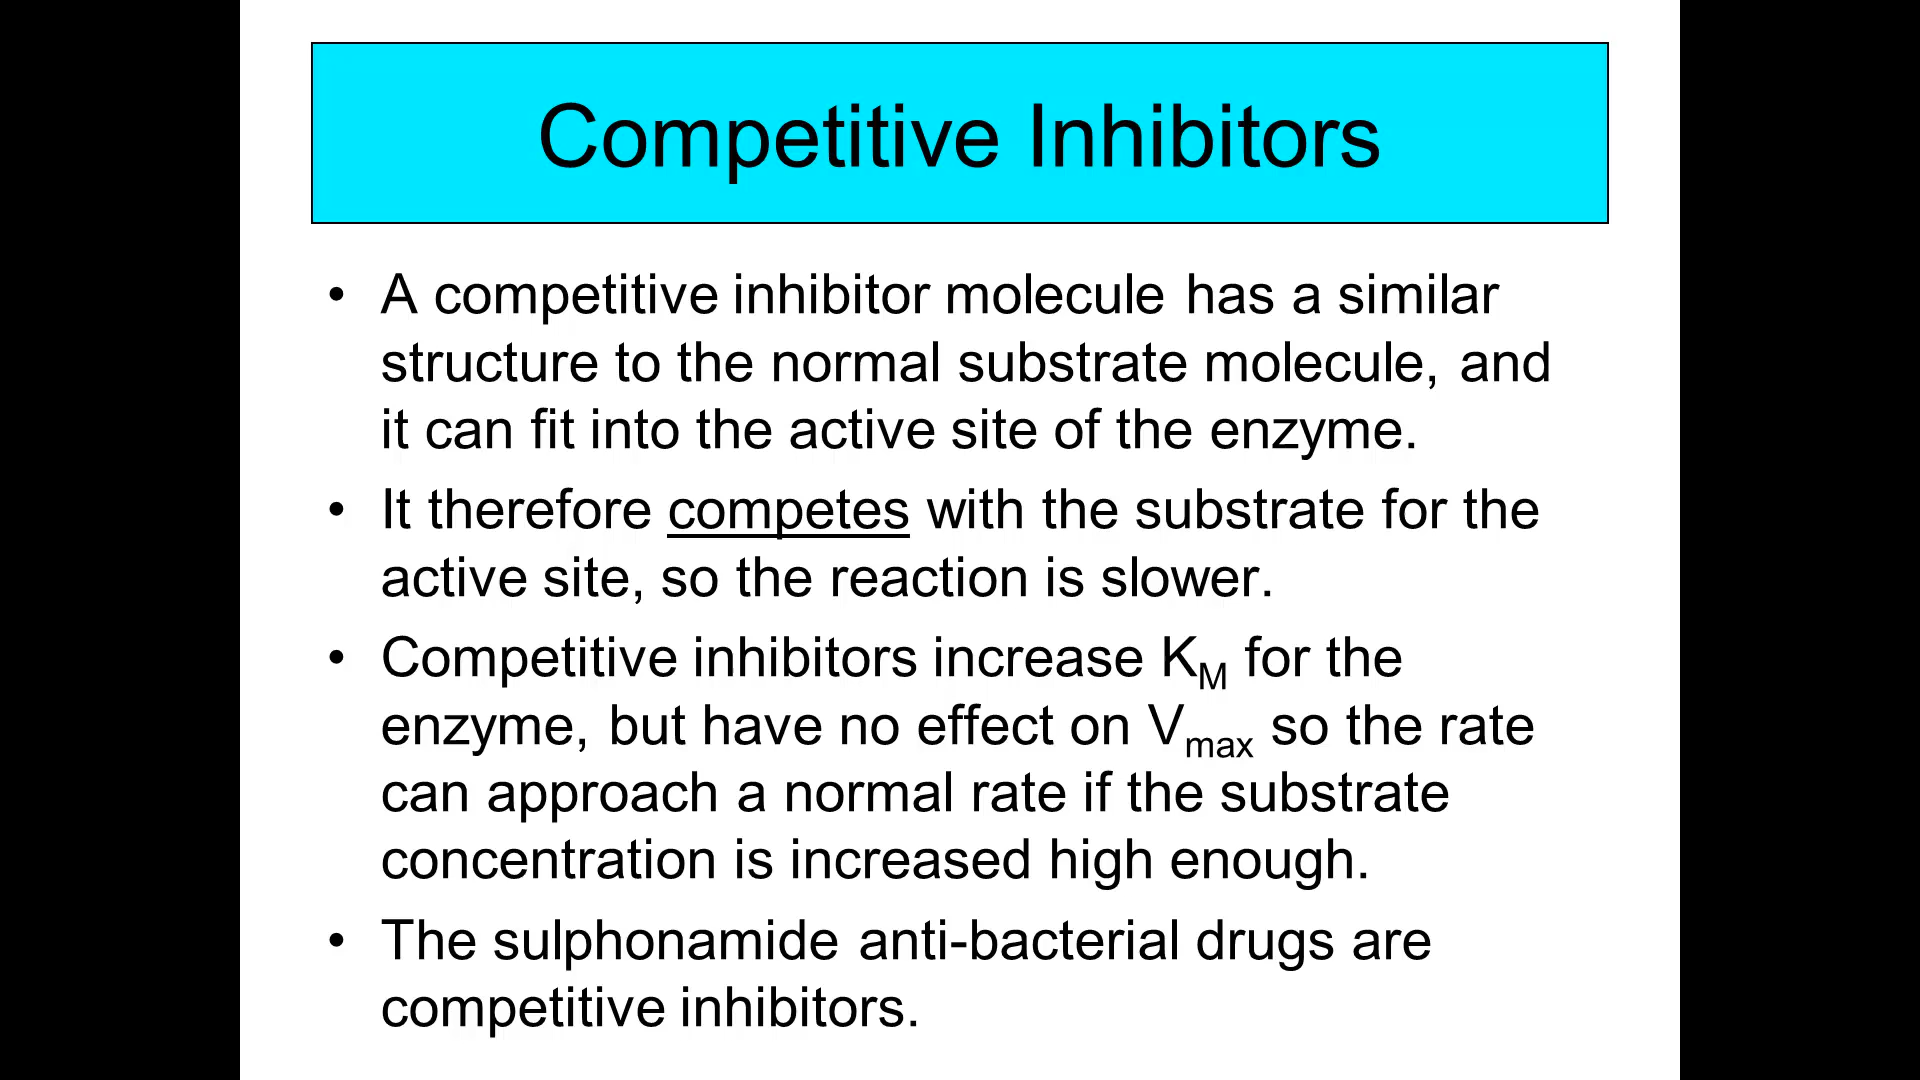 Competitive Inhibitors
• A competitive inhibitor molecule has a similar
structure to the normal substrate molecule, and
it can fit into the active site of the enzyme.
• It therefore competes with the substrate for the
active site, so the reaction is slower.
• Competitive inhibitors increase KM for the
enzyme, but have no effect on Vmax so the rate
can approach a normal rate if the substrate
concentration is increased high enough.
• The sulphonamide anti-bacterial drugs are
competitive inhibitors.